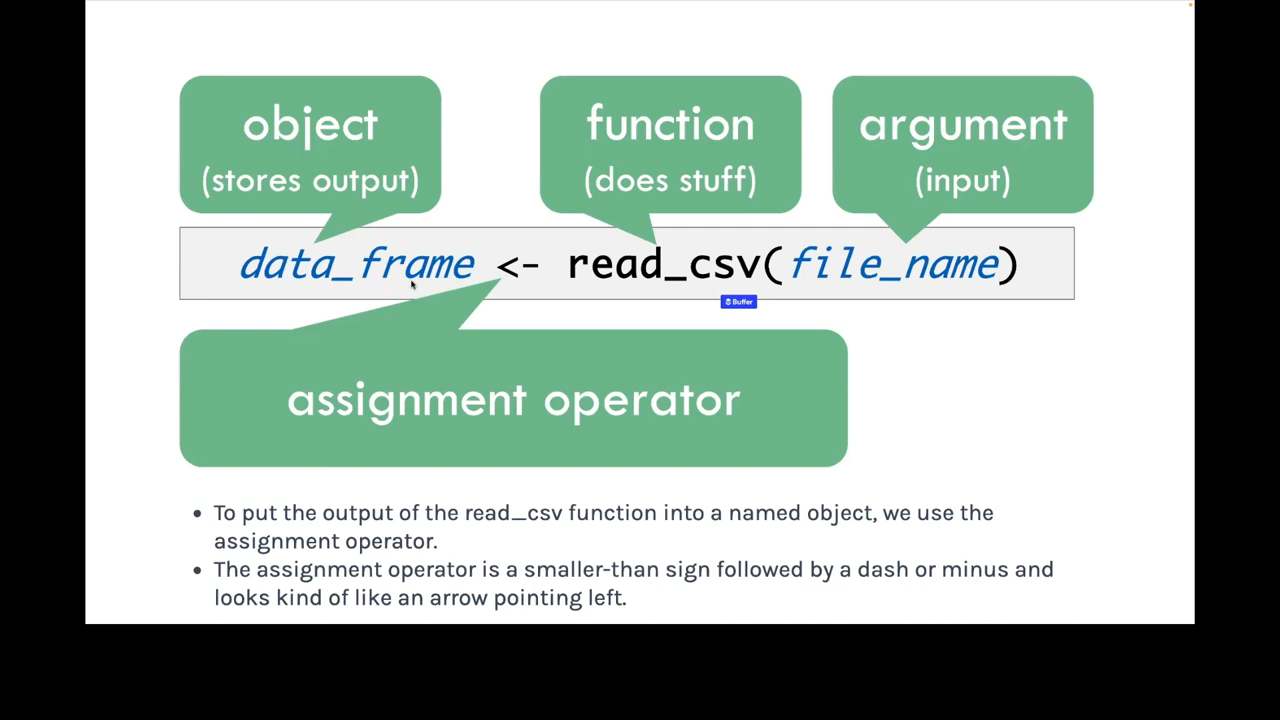 object
(stores output)
function
(does stuff)
argument
(input)
data_frame <- read_csv(file_name)
Buffer
assignment operator
• To put the output of the read_csv function into a named object, we use the
assignment operator.
• The assignment operator is a smaller-than sign followed by a dash or minus and
looks kind of like an arrow pointing left.